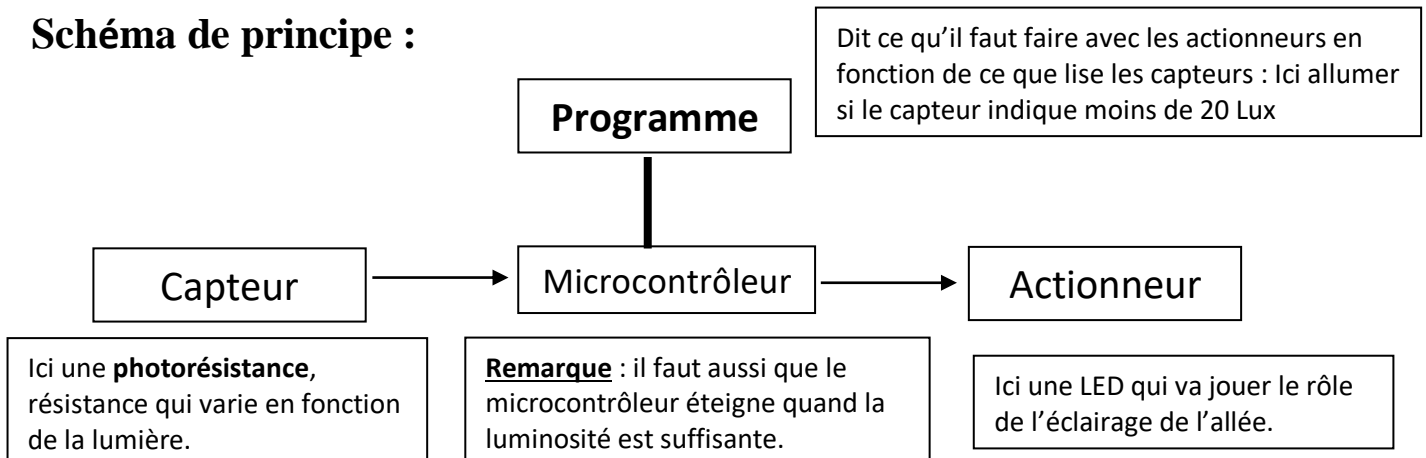 Schéma de principe :
Dit ce qu’il faut faire avec les actionneurs en
fonction de ce que lise les capteurs : Ici allumer
si le capteur indique moins de 20 Lux
Programme
Capteur
Microcontrôleur
Actionneur
Ici une photorésistance,
résistance qui varie en fonction
de la lumière.
Remarque : il faut aussi que le
microcontrôleur éteigne quand la
luminosité est suffisante.
Ici une LED qui va jouer le rôle
de l’éclairage de l’allée.